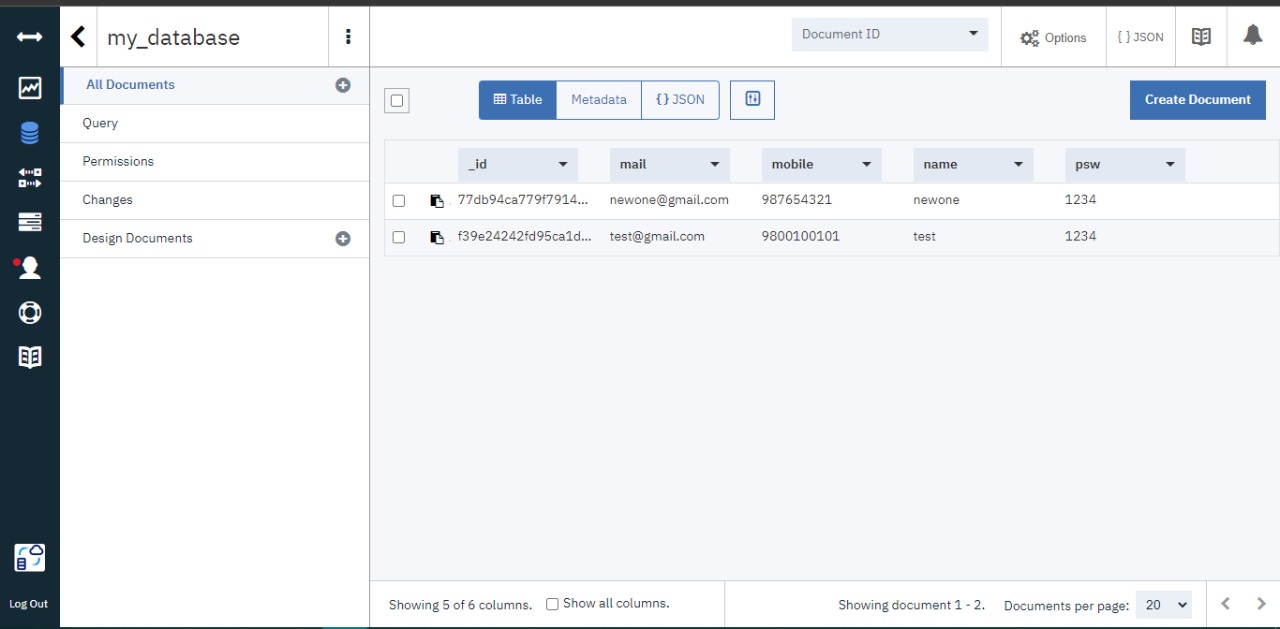 my_database
Document ID
Options
{ } JSON
All Documents
Query
Permissions
Changes
Design Documents
Table
Metadata
{ } JSON
Create Document
_id mail mobile name psw
77db94ca779f7914... newone@gmail.com 987654321 newone 1234
f39e24242fd95ca1d... test@gmail.com 9800100101 test 1234
Log Out
Showing 5 of 6 columns. Show all columns. Showing document 1 - 2. Documents per page: 20